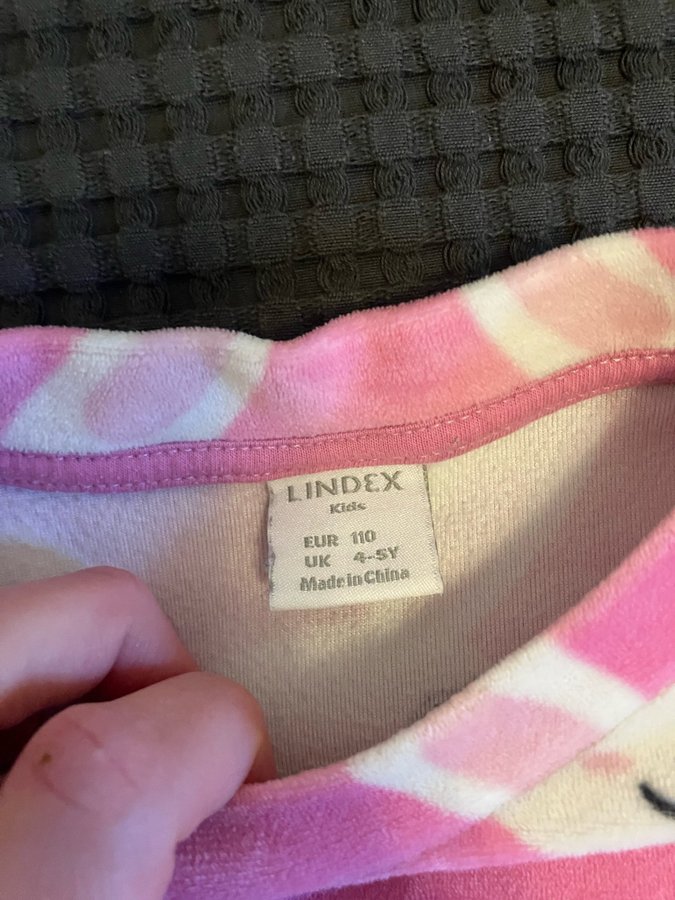 LINDEX
Kids
EUR 110
UK 4-5Y
Made in China